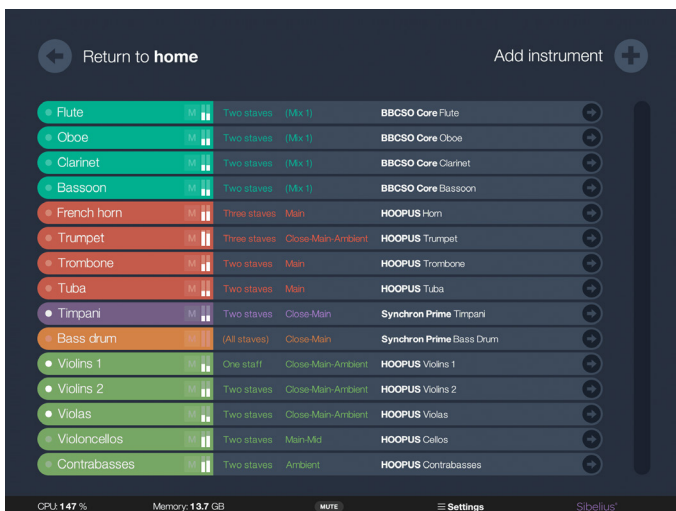 Return to home
Add instrument
Flute M Two staves (Mix 1) BBCSO Core Flute
Oboe M Two staves (Mix 1) BBCSO Core Oboe
Clarinet M Two staves (Mix 1) BBCSO Core Clarinet
Bassoon M Two staves (Mix 1) BBCSO Core Bassoon
French horn M Three staves Main HOOPUS Horn
Trumpet M Three staves Close-Main-Ambient HOOPUS Trumpet
Trombone M Two staves Main HOOPUS Trombone
Tuba M Two staves Main HOOPUS Tuba
Timpani M Two staves Close-Main Synchron Prime Timpani
Bass drum M (All staves) Close-Main Synchron Prime Bass Drum
Violins 1 M One staff Close-Main-Ambient HOOPUS Violins 1
Violins 2 M Two staves Close-Main-Ambient HOOPUS Violins 2
Violas M Two staves Close-Main-Ambient HOOPUS Violas
Violoncellos M Two staves Main-Mid HOOPUS Cellos
Contrabasses M Two staves Ambient HOOPUS Contrabasses
CPU: 147 % Memory: 13.7 GB MUTE Settings Sibelius®